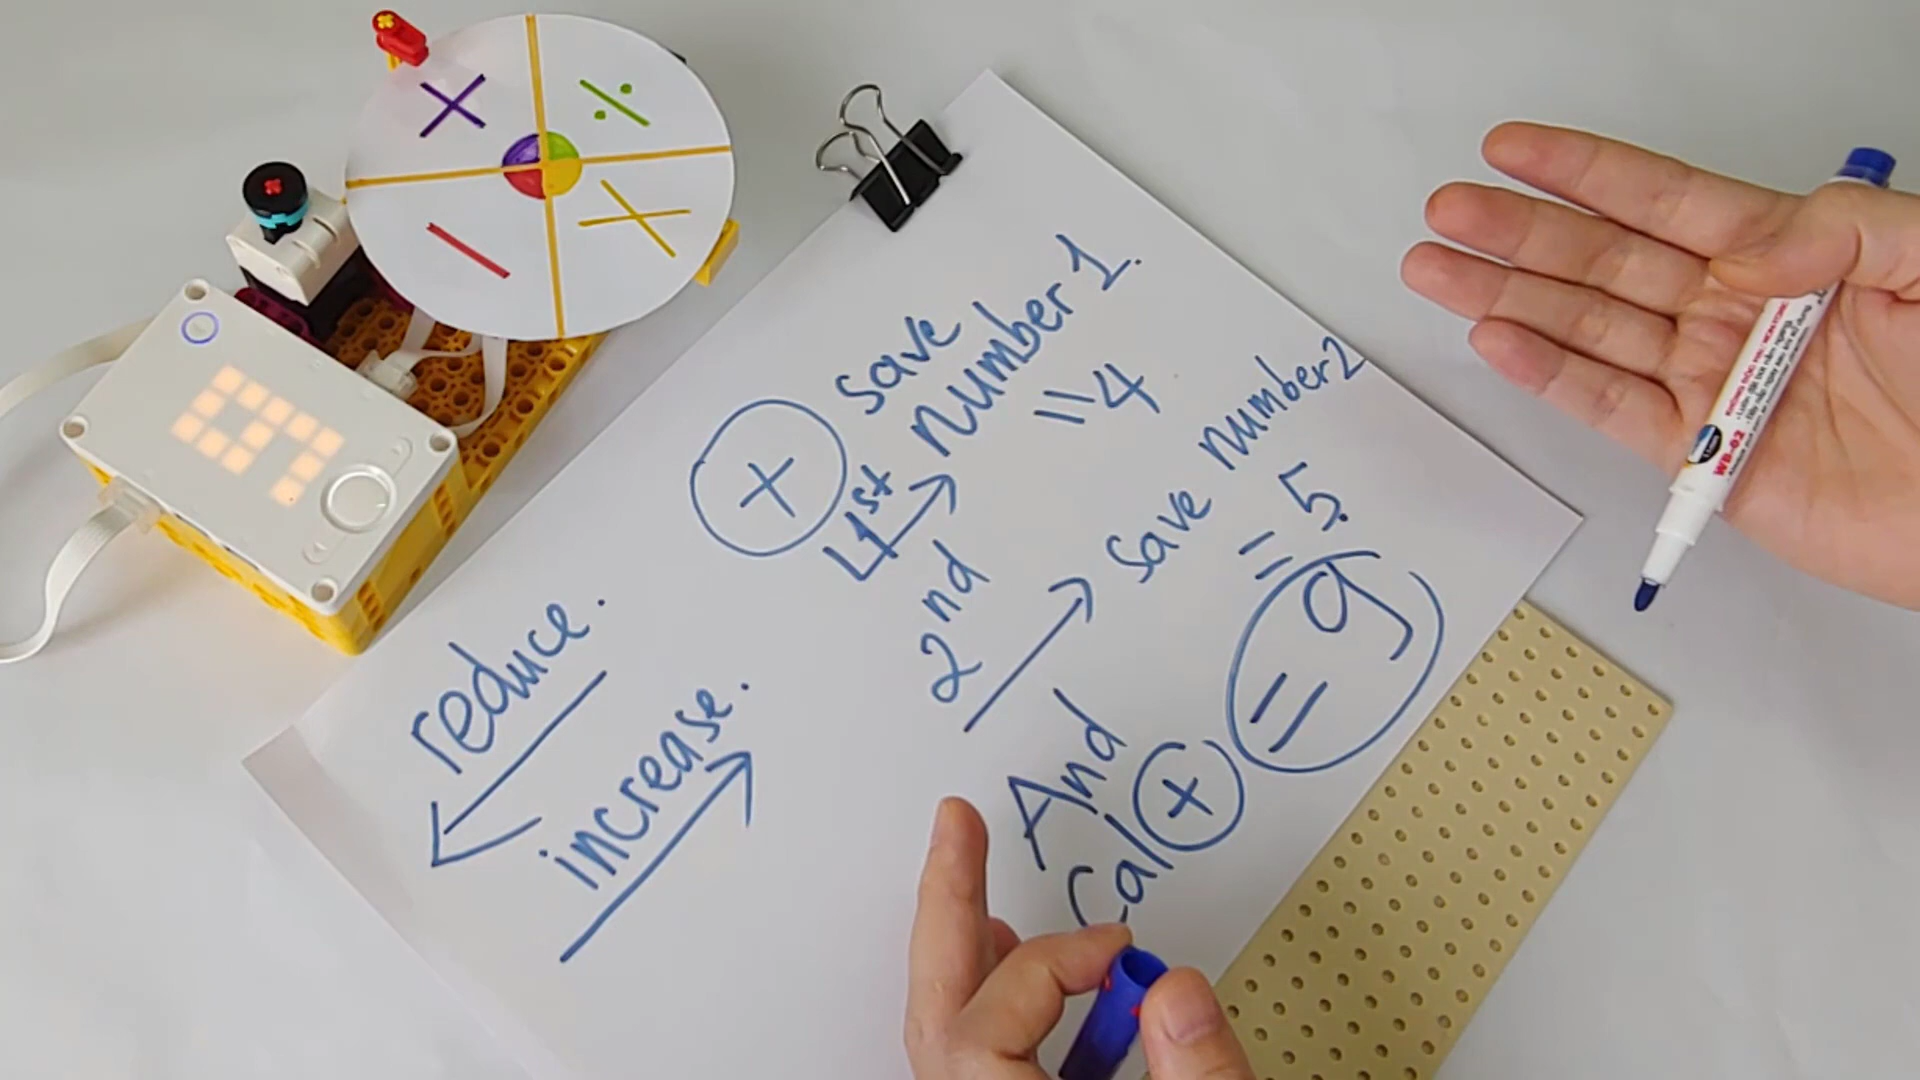 reduce.
increase.
+
save
1st number 1.
= 4
2nd save number 2
= 5.
And
Cal + = 9
× ÷
- +
WB-02